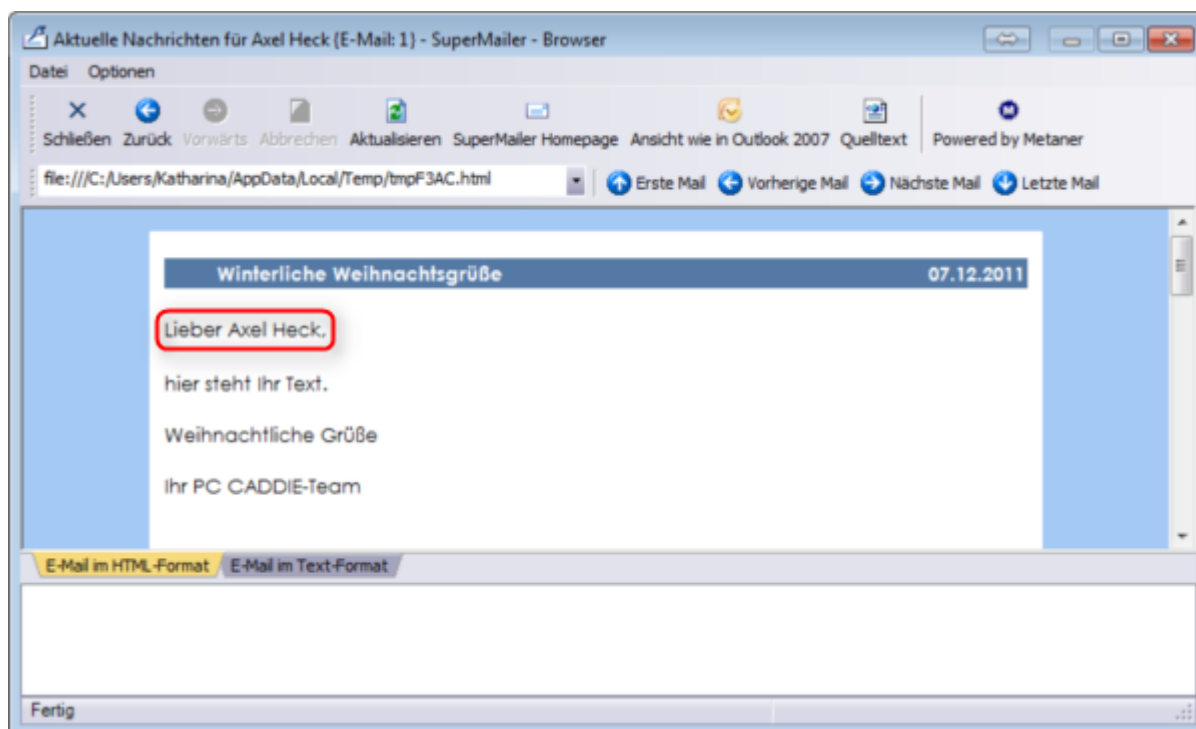 Aktuelle Nachrichten für Axel Heck {E-Mail: 1} - SuperMailer - Browser
Datei Optionen
Schließen Zurück Vorwärts Abbrechen Aktualisieren SuperMailer Homepage Ansicht wie in Outlook 2007 Quelltext Powered by Metaner
file:///C:/Users/Katharina/AppData/Local/Temp/tmpF3AC.html Erste Mail Vorherige Mail Nächste Mail Letzte Mail
Winterliche Weihnachtsgrüße 07.12.2011
Lieber Axel Heck,
hier steht Ihr Text.
Weihnachtliche Grüße
Ihr PC CADDIE-Team
E-Mail im HTML-Format E-Mail im Text-Format
Fertig